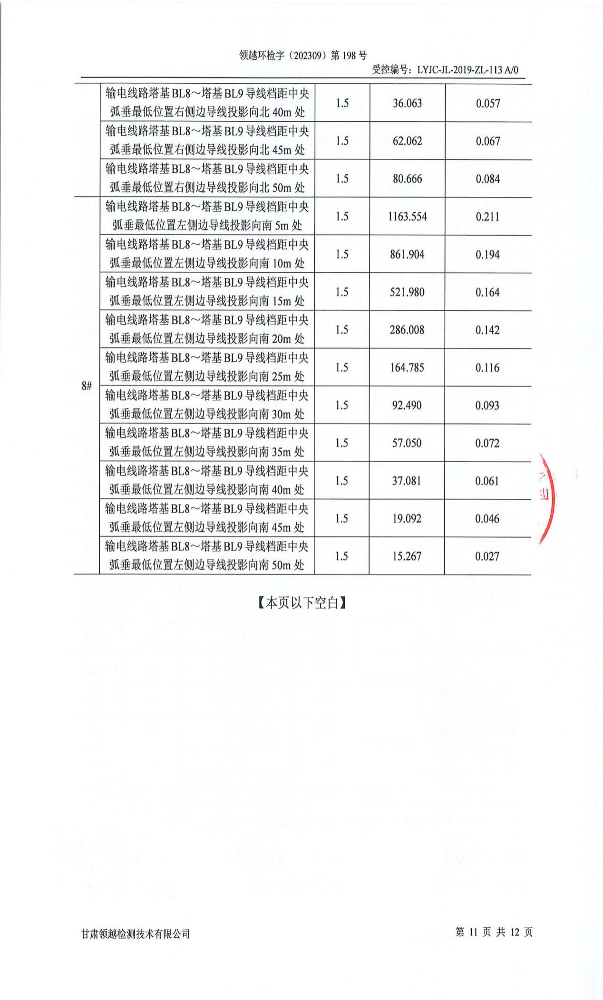 领越环检字（202309）第 198 号
受控编号：LYJC-JL-2019-ZL-113 A/0
输电线路塔基 BL8～塔基 BL9 导线档距中央
弧垂最低位置右侧边导线投影向北 40m 处
1.5
36.063
0.057
输电线路塔基 BL8～塔基 BL9 导线档距中央
弧垂最低位置右侧边导线投影向北 45m 处
1.5
62.062
0.067
输电线路塔基 BL8～塔基 BL9 导线档距中央
弧垂最低位置右侧边导线投影向北 50m 处
1.5
80.666
0.084
8#
输电线路塔基 BL8～塔基 BL9 导线档距中央
弧垂最低位置左侧边导线投影向南 5m 处
1.5
1163.554
0.211
输电线路塔基 BL8～塔基 BL9 导线档距中央
弧垂最低位置左侧边导线投影向南 10m 处
1.5
861.904
0.194
输电线路塔基 BL8～塔基 BL9 导线档距中央
弧垂最低位置左侧边导线投影向南 15m 处
1.5
521.980
0.164
输电线路塔基 BL8～塔基 BL9 导线档距中央
弧垂最低位置左侧边导线投影向南 20m 处
1.5
286.008
0.142
输电线路塔基 BL8～塔基 BL9 导线档距中央
弧垂最低位置左侧边导线投影向南 25m 处
1.5
164.785
0.116
输电线路塔基 BL8～塔基 BL9 导线档距中央
弧垂最低位置左侧边导线投影向南 30m 处
1.5
92.490
0.093
输电线路塔基 BL8～塔基 BL9 导线档距中央
弧垂最低位置左侧边导线投影向南 35m 处
1.5
57.050
0.072
输电线路塔基 BL8～塔基 BL9 导线档距中央
弧垂最低位置左侧边导线投影向南 40m 处
1.5
37.081
0.061
输电线路塔基 BL8～塔基 BL9 导线档距中央
弧垂最低位置左侧边导线投影向南 45m 处
1.5
19.092
0.046
输电线路塔基 BL8～塔基 BL9 导线档距中央
弧垂最低位置左侧边导线投影向南 50m 处
1.5
15.267
0.027
【本页以下空白】
甘肃领越检测技术有限公司
第 11 页 共 12 页